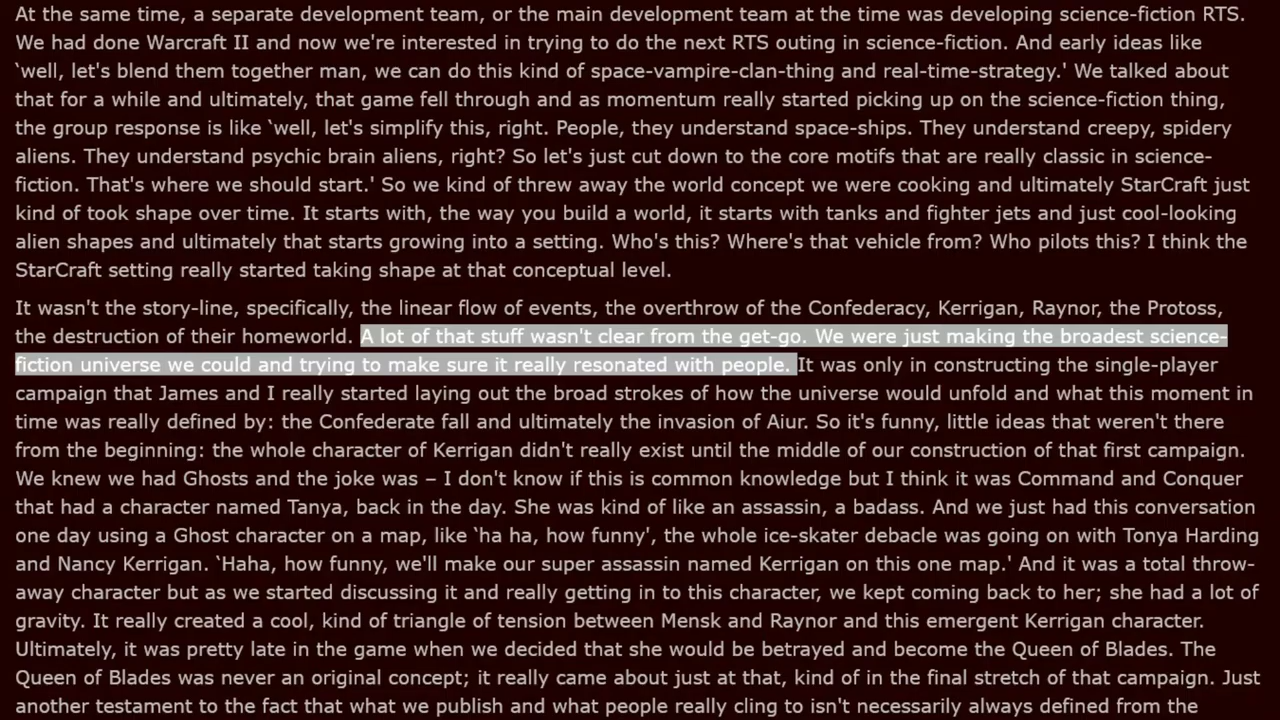 At the same time, a separate development team, or the main development team at the time was developing science-fiction RTS.
We had done Warcraft II and now we're interested in trying to do the next RTS outing in science-fiction. And early ideas like
`well, let's blend them together man, we can do this kind of space-vampire-clan-thing and real-time-strategy.' We talked about
that for a while and ultimately, that game fell through and as momentum really started picking up on the science-fiction thing,
the group response is like `well, let's simplify this, right. People, they understand space-ships. They understand creepy, spidery
aliens. They understand psychic brain aliens, right? So let's just cut down to the core motifs that are really classic in science-
fiction. That's where we should start.' So we kind of threw away the world concept we were cooking and ultimately StarCraft just
kind of took shape over time. It starts with, the way you build a world, it starts with tanks and fighter jets and just cool-looking
alien shapes and ultimately that starts growing into a setting. Who's this? Where's that vehicle from? Who pilots this? I think the
StarCraft setting really started taking shape at that conceptual level.
It wasn't the story-line, specifically, the linear flow of events, the overthrow of the Confederacy, Kerrigan, Raynor, the Protoss,
the destruction of their homeworld. A lot of that stuff wasn't clear from the get-go. We were just making the broadest science-
fiction universe we could and trying to make sure it really resonated with people. It was only in constructing the single-player
campaign that James and I really started laying out the broad strokes of how the universe would unfold and what this moment in
time was really defined by: the Confederate fall and ultimately the invasion of Aiur. So it's funny, little ideas that weren't there
from the beginning: the whole character of Kerrigan didn't really exist until the middle of our construction of that first campaign.
We knew we had Ghosts and the joke was – I don't know if this is common knowledge but I think it was Command and Conquer
that had a character named Tanya, back in the day. She was kind of like an assassin, a badass. And we just had this conversation
one day using a Ghost character on a map, like `ha ha, how funny', the whole ice-skater debacle was going on with Tonya Harding
and Nancy Kerrigan. `Haha, how funny, we'll make our super assassin named Kerrigan on this one map.' And it was a total throw-
away character but as we started discussing it and really getting in to this character, we kept coming back to her; she had a lot of
gravity. It really created a cool, kind of triangle of tension between Mensk and Raynor and this emergent Kerrigan character.
Ultimately, it was pretty late in the game when we decided that she would be betrayed and become the Queen of Blades. The
Queen of Blades was never an original concept; it really came about just at that, kind of in the final stretch of that campaign. Just
another testament to the fact that what we publish and what people really cling to isn't necessarily always defined from the